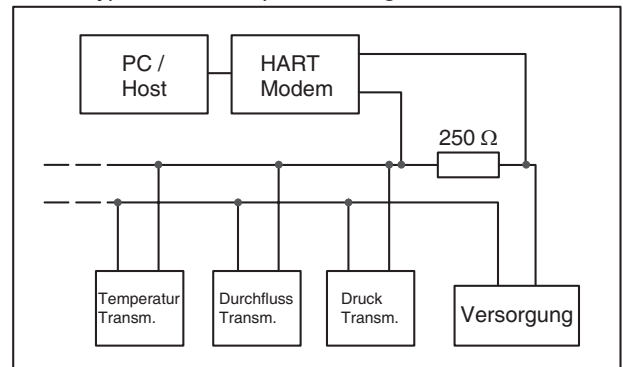 PC /
Host
HART
Modem
250 Ω
Temperatur
Transm.
Durchfluss
Transm.
Druck
Transm.
Versorgung